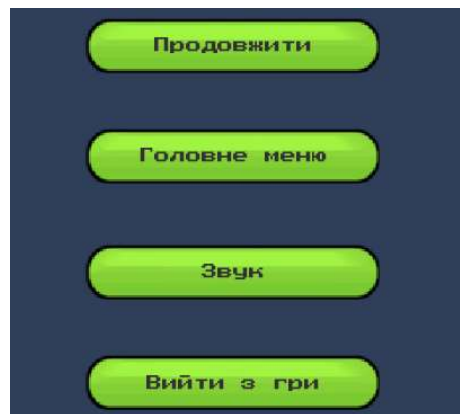 Продовжити
Головне меню
Звук
Вийти з гри